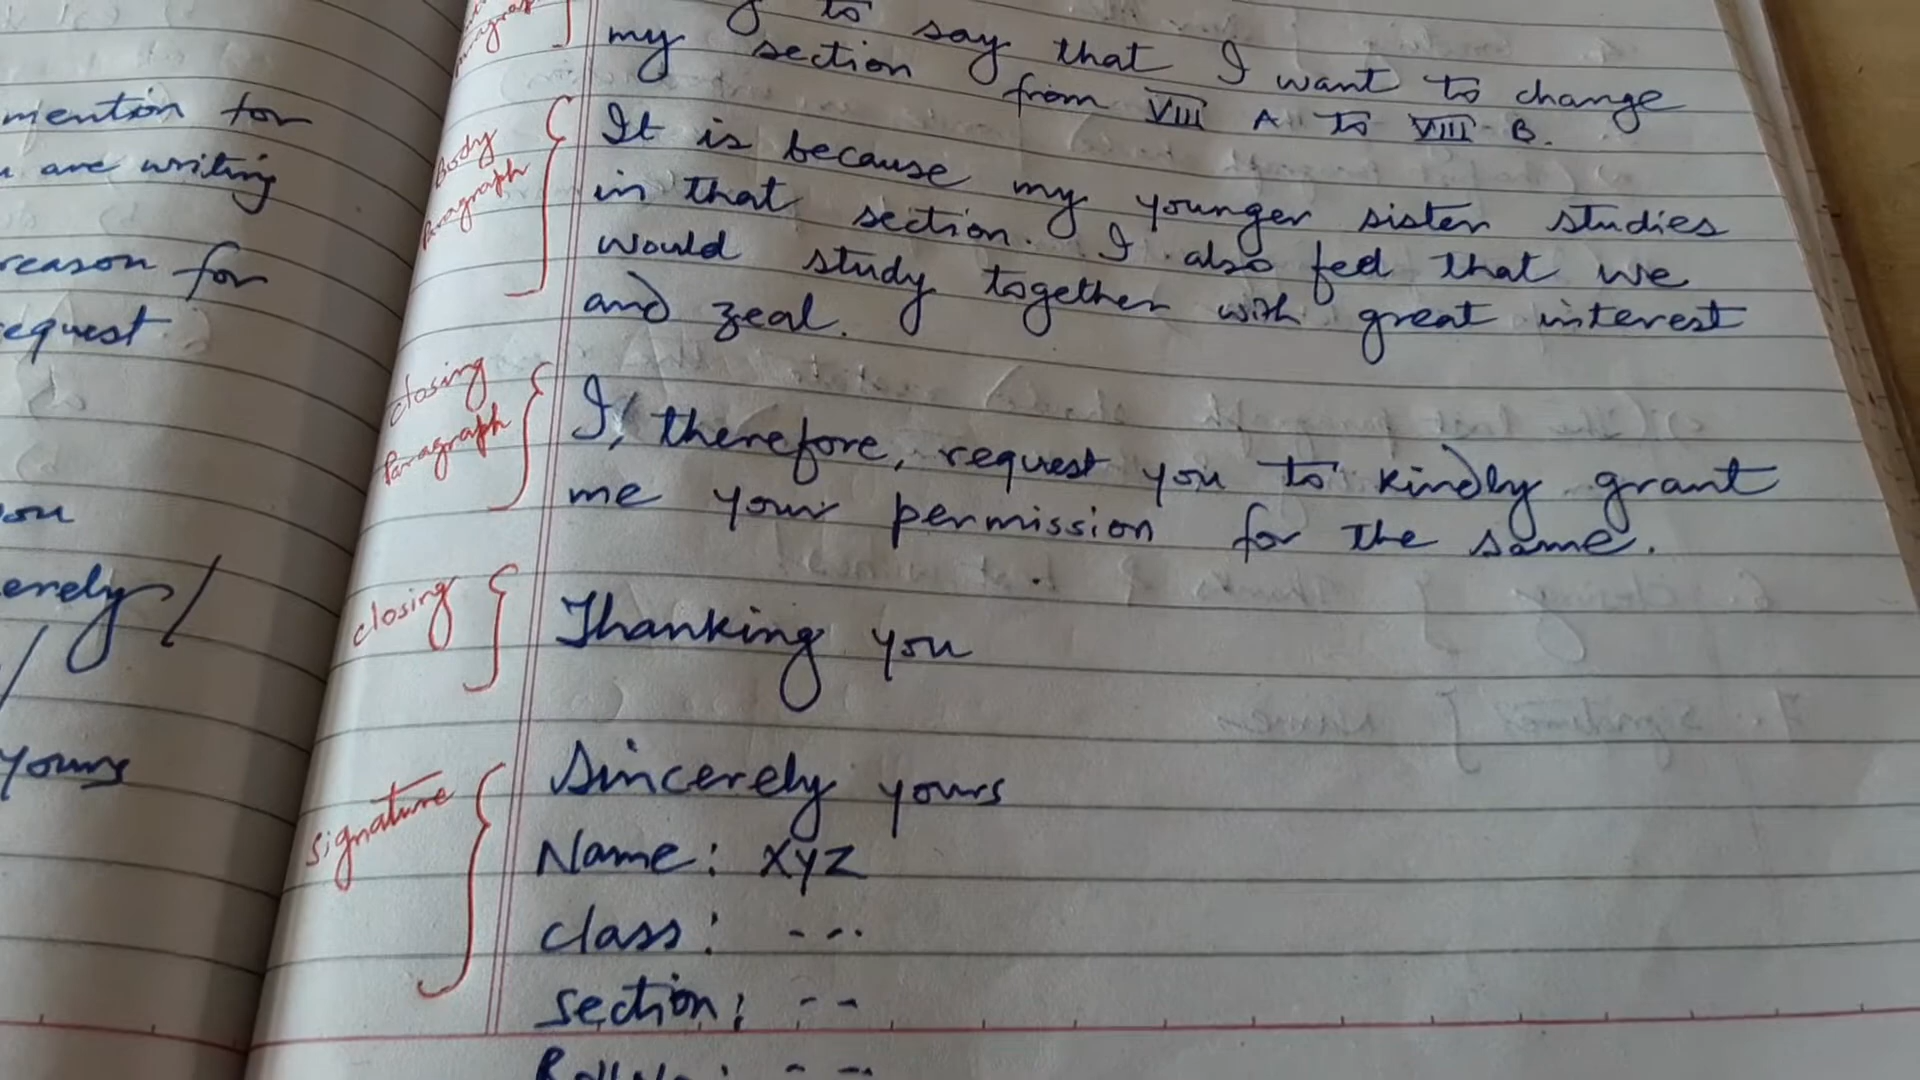 mention for
are writing
reason for
request
you
erely/
/
yours
Paragraph
to say that I want to change
my section from VIII A to VIII B.
Body
Paragraph
It is because my younger sister studies
in that section. I also feel that we
would study together with great interest
and zeal.
closing
Paragraph
I, therefore, request you to kindly grant
me your permission for the same.
closing
Thanking you
signature
Sincerely yours
Name: XYZ
class: ---
section: --